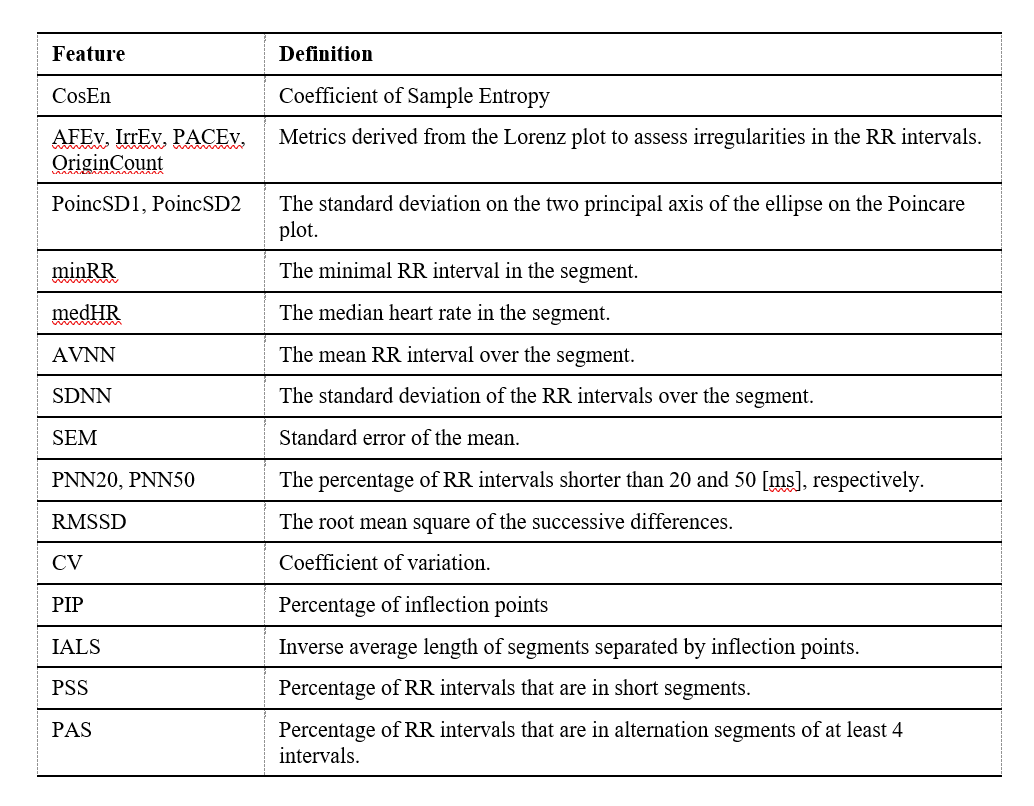 Feature Definition
CosEn Coefficient of Sample Entropy
AFEv, IrrEv, PACEv, Metrics derived from the Lorenz plot to assess irregularities in the RR intervals.
OriginCount
PoincSD1, PoincSD2 The standard deviation on the two principal axis of the ellipse on the Poincare
plot.
minRR The minimal RR interval in the segment.
medHR The median heart rate in the segment.
AVNN The mean RR interval over the segment.
SDNN The standard deviation of the RR intervals over the segment.
SEM Standard error of the mean.
PNN20, PNN50 The percentage of RR intervals shorter than 20 and 50 [ms], respectively.
RMSSD The root mean square of the successive differences.
CV Coefficient of variation.
PIP Percentage of inflection points
IALS Inverse average length of segments separated by inflection points.
PSS Percentage of RR intervals that are in short segments.
PAS Percentage of RR intervals that are in alternation segments of at least 4
intervals.